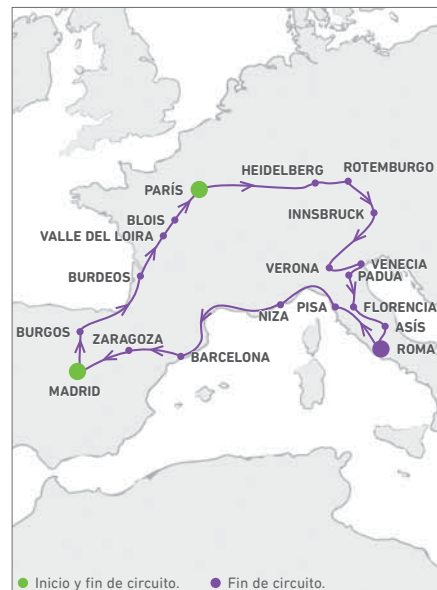 HEIDELBERG
ROTEMBURGO
PARÍS
INNSBRUCK
BLOIS
VALLE DEL LOIRA
VENECIA
VERONA
PADUA
BURDEOS
NIZA
PISA
FLORENCIA
BURGOS
ASÍS
ZARAGOZA
ROMA
BARCELONA
MADRID
Inicio y fin de circuito.
Fin de circuito.